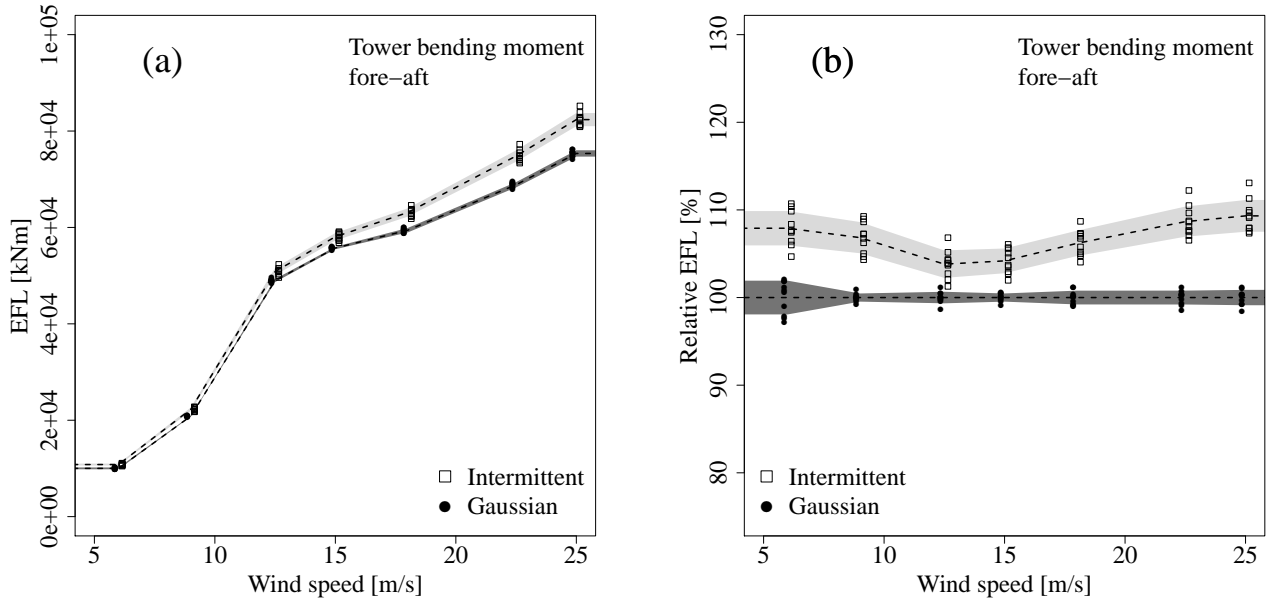 (a)
Tower bending moment
fore−aft
EFL [kNm]
1e+05
8e+04
6e+04
4e+04
2e+04
0e+00
Intermittent
Gaussian
5 10 15 20 25
Wind speed [m/s]
(b)
Tower bending moment
fore−aft
Relative EFL [%]
130
120
110
100
90
80
Intermittent
Gaussian
5 10 15 20 25
Wind speed [m/s]